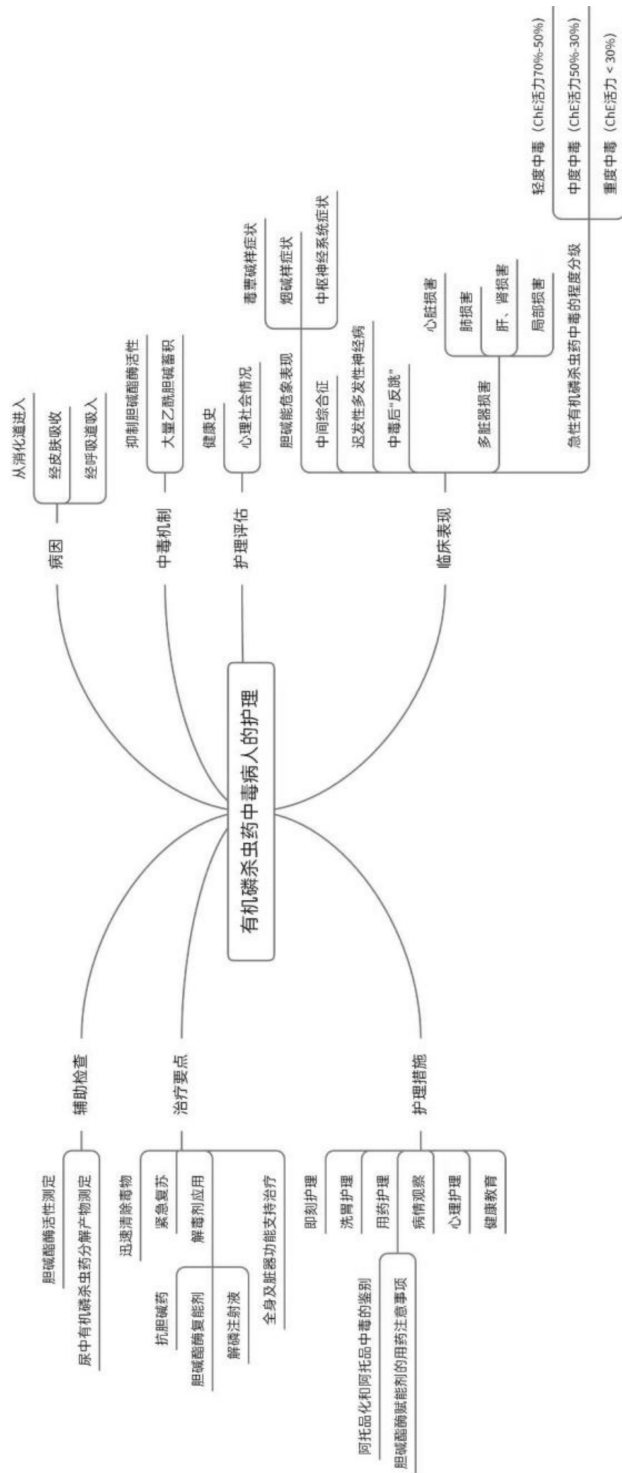 有机磷杀虫药中毒病人的护理
病因
从消化道进入
经皮肤吸收
经呼吸道吸入
中毒机制
抑制胆碱酯酶活性
大量乙酰胆碱蓄积
护理评估
健康史
心理社会情况
临床表现
胆碱能危象表现
毒蕈碱样症状
烟碱样症状
中枢神经系统症状
中间综合征
迟发性多发性神经病
中毒后“反跳”
多脏器损害
心脏损害
肺损害
肝、肾损害
局部损害
急性有机磷杀虫药中毒的程度分级
轻度中毒（ChE活力70%-50%）
中度中毒（ChE活力50%-30%）
重度中毒（ChE活力 < 30%）
辅助检查
胆碱酯酶活性测定
尿中有机磷杀虫药分解产物测定
治疗要点
迅速清除毒物
紧急复苏
解毒剂应用
抗胆碱药
胆碱酯酶复能剂
解磷注射液
全身及脏器功能支持治疗
护理措施
即刻护理
洗胃护理
用药护理
阿托品化和阿托品中毒的鉴别
胆碱酯酶赋能剂的用药注意事项
病情观察
心理护理
健康教育